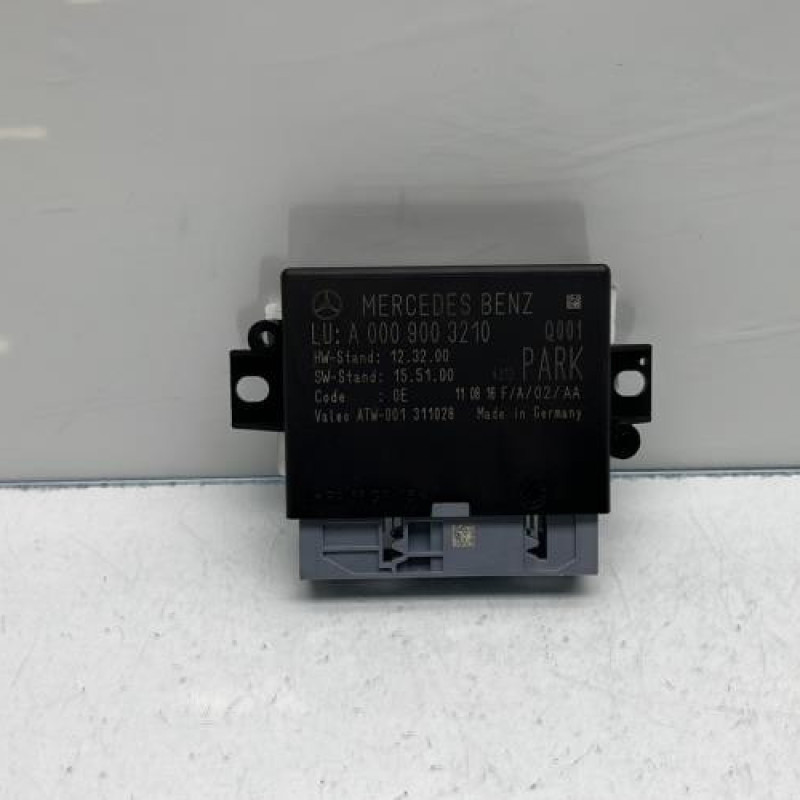 MERCEDES BENZ
LU: A 000 900 3210 Q001
HW-Stand: 12.32.00
SW-Stand: 15.51.00 PARK
Code : GE 11 08 16 F/A/02/AA
Valeo ATW-001 311028 Made in Germany